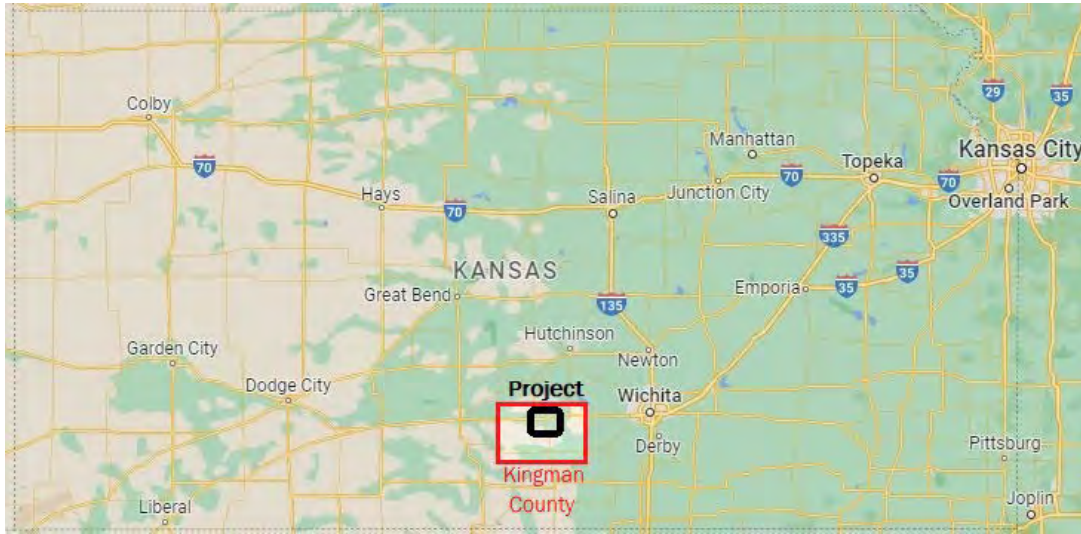 29
35
Colby
Manhattan
Kansas City
Topeka
70
Hays
Salina
Junction City
70
70
Overland Park
70
335
KANSAS
35
Great Bend
Emporia
35
135
Hutchinson
Garden City
Newton
Dodge City
Project
Wichita
Derby
Pittsburg
Kingman
County
Liberal
Joplin